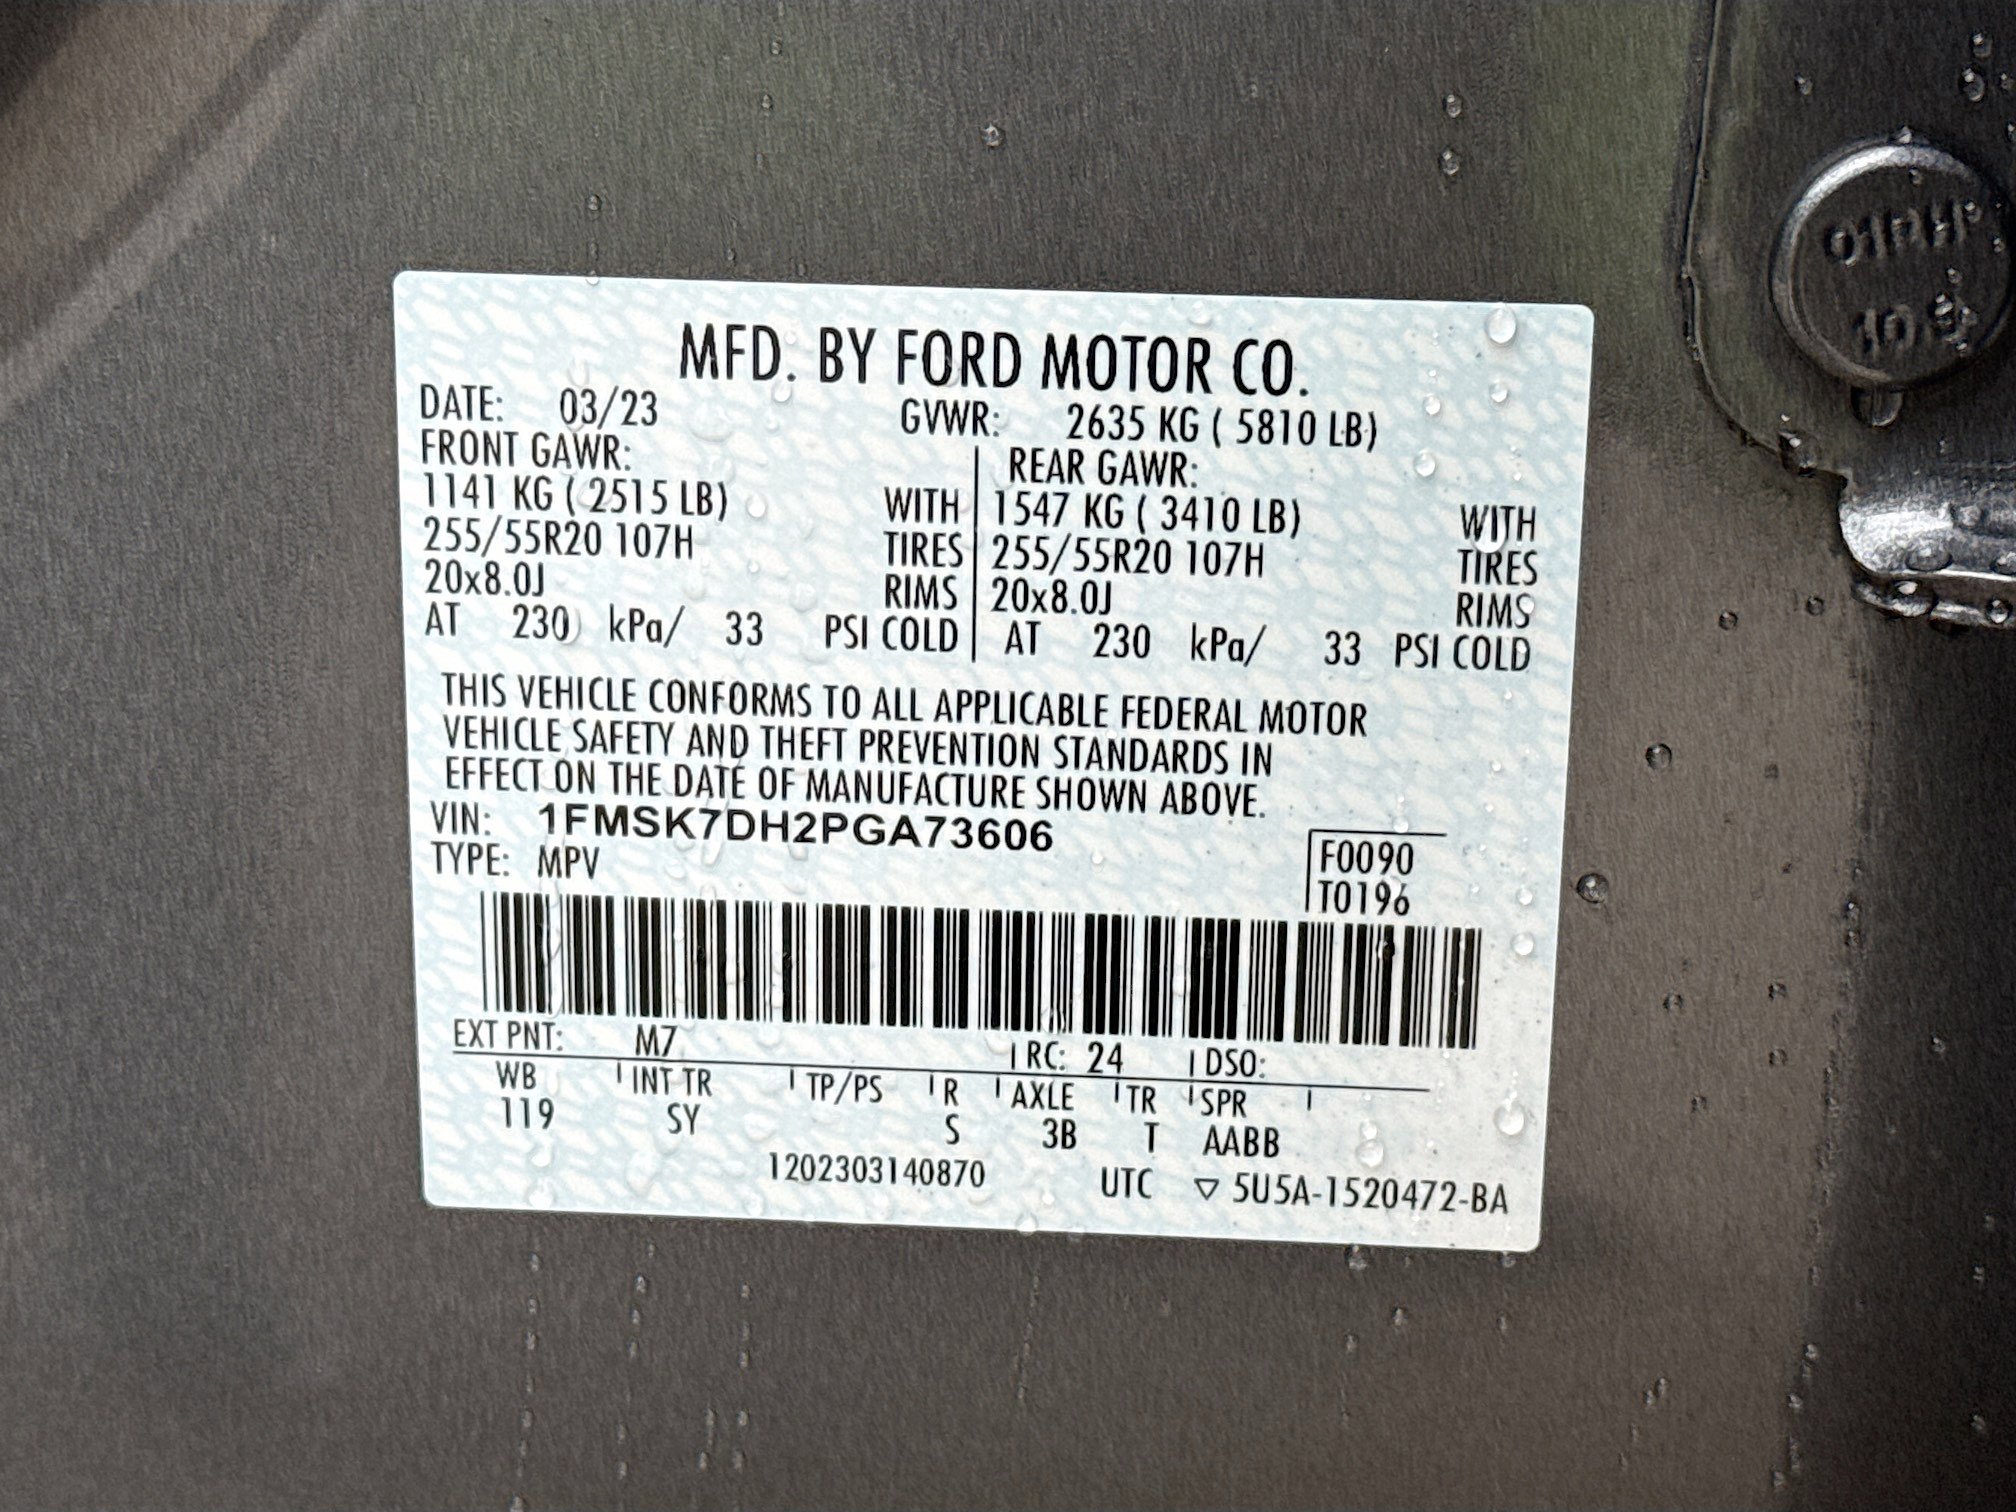 MFD. BY FORD MOTOR CO.
DATE: 03/23 GVWR: 2635 KG ( 5810 LB)
FRONT GAWR: REAR GAWR:
1141 KG ( 2515 LB) WITH 1547 KG ( 3410 LB) WITH
255/55R20 107H TIRES 255/55R20 107H TIRES
20x8.0J RIMS 20x8.0J RIMS
AT 230 kPa/ 33 PSI COLD AT 230 kPa/ 33 PSI COLD
THIS VEHICLE CONFORMS TO ALL APPLICABLE FEDERAL MOTOR
VEHICLE SAFETY AND THEFT PREVENTION STANDARDS IN
EFFECT ON THE DATE OF MANUFACTURE SHOWN ABOVE.
VIN: 1FMSK7DH2PGA73606
TYPE: MPV
F0090
T0196
EXT PNT: M7 RC: 24 DSO:
WB INT TR TP/PS R AXLE TR SPR
119 SY S 3B T AABB
1202303140870 UTC ▽ 5U5A-1520472-BA